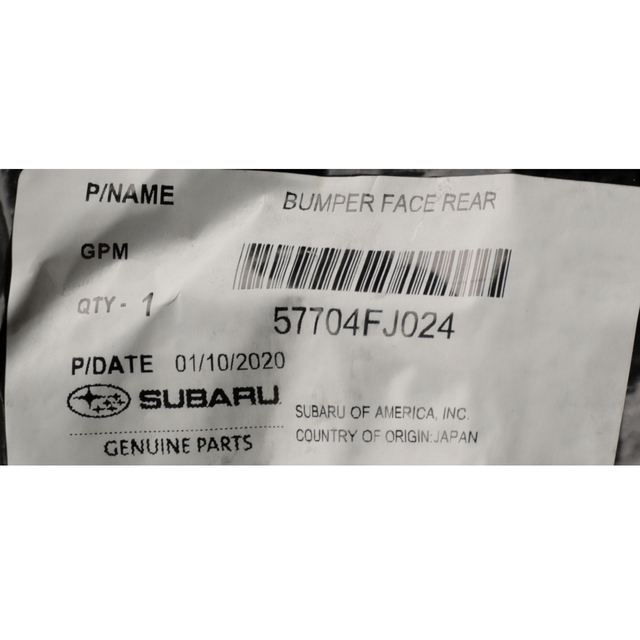 P/NAME BUMPER FACE REAR
GPM
QTY - 1
57704FJ024
P/DATE 01/10/2020
SUBARU
SUBARU OF AMERICA, INC.
GENUINE PARTS
COUNTRY OF ORIGIN:JAPAN